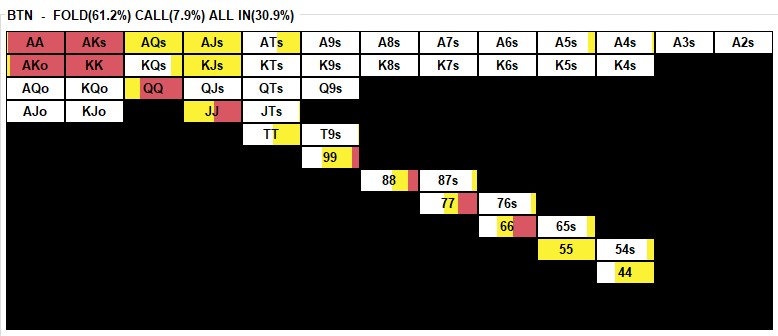 BTN - FOLD(61.2%) CALL(7.9%) ALL IN(30.9%)
AA AKs AQs AJs ATs A9s A8s A7s A6s A5s A4s A3s A2s
AKo KK KQs KJs KTs K9s K8s K7s K6s K5s K4s
AQo KQo QQ QJs QTs Q9s
AJo KJo JJ JTs
TT T9s
99
88 87s
77 76s
66 65s
55 54s
44